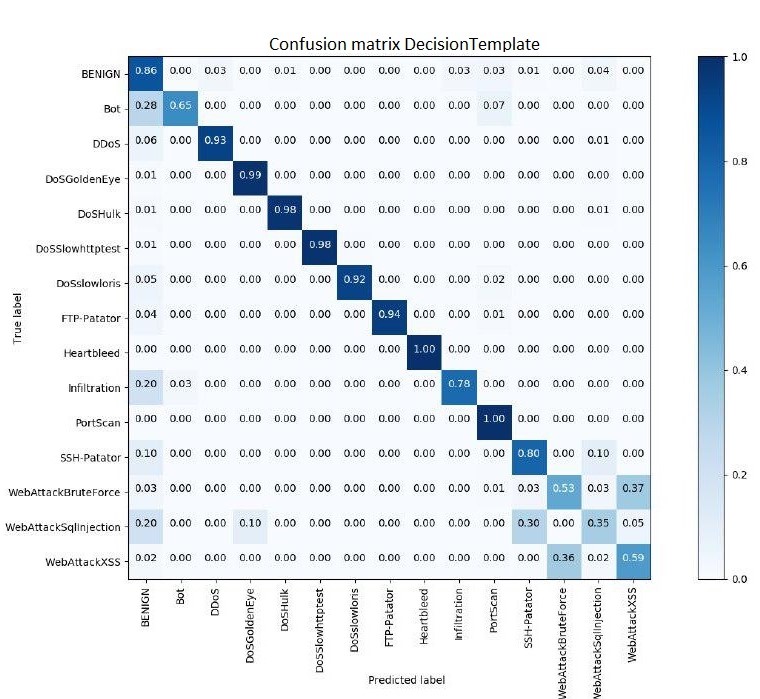 Confusion matrix DecisionTemplate
BENIGN 0.86 0.00 0.03 0.00 0.01 0.00 0.00 0.00 0.00 0.03 0.03 0.01 0.00 0.04 0.00
Bot 0.28 0.65 0.00 0.00 0.00 0.00 0.00 0.00 0.00 0.00 0.07 0.00 0.00 0.00 0.00
DDoS 0.06 0.00 0.93 0.00 0.00 0.00 0.00 0.00 0.00 0.00 0.00 0.00 0.00 0.01 0.00
DoSGoldenEye 0.01 0.00 0.00 0.99 0.00 0.00 0.00 0.00 0.00 0.00 0.00 0.00 0.00 0.00 0.00
DoSHulk 0.01 0.00 0.00 0.00 0.98 0.00 0.00 0.00 0.00 0.00 0.00 0.00 0.00 0.01 0.00
DoSSlowhttptest 0.01 0.00 0.00 0.00 0.00 0.98 0.00 0.00 0.00 0.00 0.00 0.00 0.00 0.00 0.00
DoSslowloris 0.05 0.00 0.00 0.00 0.00 0.00 0.92 0.00 0.00 0.00 0.02 0.00 0.00 0.00 0.00
FTP-Patator 0.04 0.00 0.00 0.00 0.00 0.00 0.00 0.94 0.00 0.00 0.01 0.00 0.00 0.00 0.00
Heartbleed 0.00 0.00 0.00 0.00 0.00 0.00 0.00 0.00 1.00 0.00 0.00 0.00 0.00 0.00 0.00
Infiltration 0.20 0.03 0.00 0.00 0.00 0.00 0.00 0.00 0.00 0.78 0.00 0.00 0.00 0.00 0.00
PortScan 0.00 0.00 0.00 0.00 0.00 0.00 0.00 0.00 0.00 0.00 1.00 0.00 0.00 0.00 0.00
SSH-Patator 0.10 0.00 0.00 0.00 0.00 0.00 0.00 0.00 0.00 0.00 0.00 0.80 0.00 0.10 0.00
WebAttackBruteForce 0.03 0.00 0.00 0.00 0.00 0.00 0.00 0.00 0.00 0.00 0.01 0.03 0.53 0.03 0.37
WebAttackSqlInjection 0.20 0.00 0.00 0.10 0.00 0.00 0.00 0.00 0.00 0.00 0.00 0.30 0.00 0.35 0.05
WebAttackXSS 0.02 0.00 0.00 0.00 0.00 0.00 0.00 0.00 0.00 0.00 0.00 0.00 0.36 0.02 0.59
True label
BENIGN
Bot
DDoS
DoSGoldenEye
DoSHulk
DoSSlowhttptest
DoSslowloris
FTP-Patator
Heartbleed
Infiltration
PortScan
SSH-Patator
WebAttackBruteForce
WebAttackSqlInjection
WebAttackXSS
Predicted label
1.0
0.8
0.6
0.4
0.2
0.0